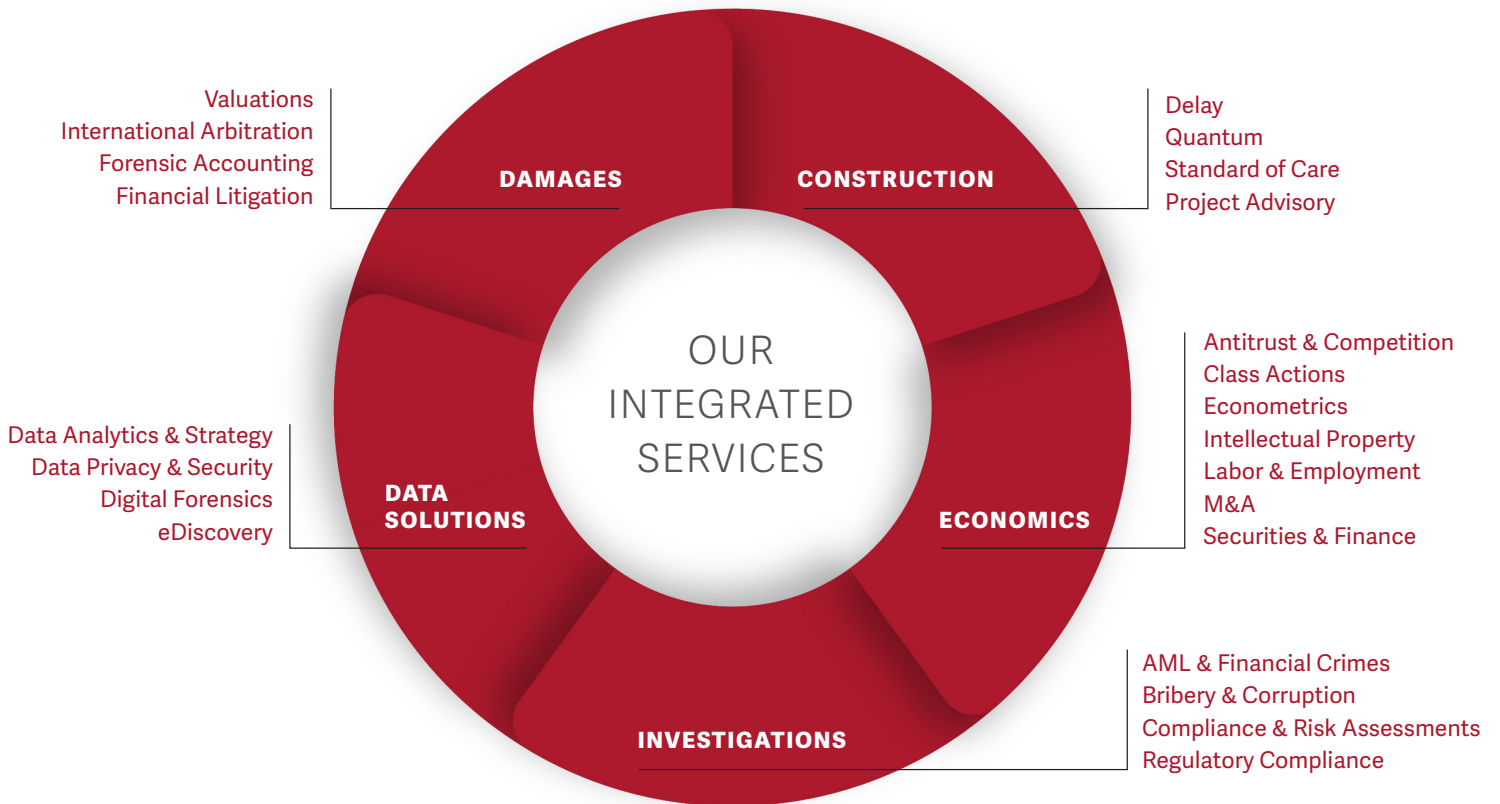 Valuations
International Arbitration
Forensic Accounting
Financial Litigation
DAMAGES
CONSTRUCTION
Delay
Quantum
Standard of Care
Project Advisory
OUR
INTEGRATED
SERVICES
Antitrust & Competition
Class Actions
Econometrics
Intellectual Property
Labor & Employment
M&A
Securities & Finance
ECONOMICS
Data Analytics & Strategy
Data Privacy & Security
Digital Forensics
eDiscovery
DATA
SOLUTIONS
INVESTIGATIONS
AML & Financial Crimes
Bribery & Corruption
Compliance & Risk Assessments
Regulatory Compliance